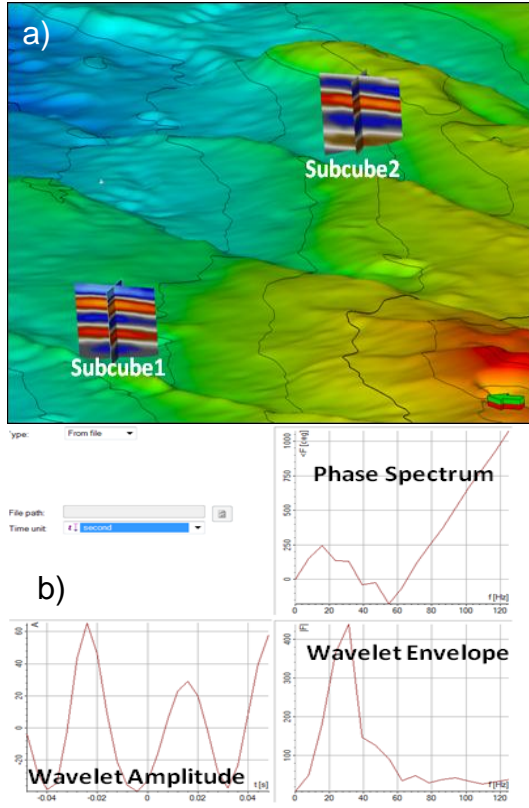 a)
Subcube2
Subcube1
Type: From file
File path:
Time unit: second
b)
Phase Spectrum
<F [deg]
1000
750
500
250
0
0 20 40 60 80 100 120
f [Hz]
Wavelet Amplitude
A
60
40
20
0
-20
-0.04 -0.02 0 0.02 0.04
t [s]
Wavelet Envelope
|F|
400
300
200
100
0 20 40 60 80 100 120
f [Hz]